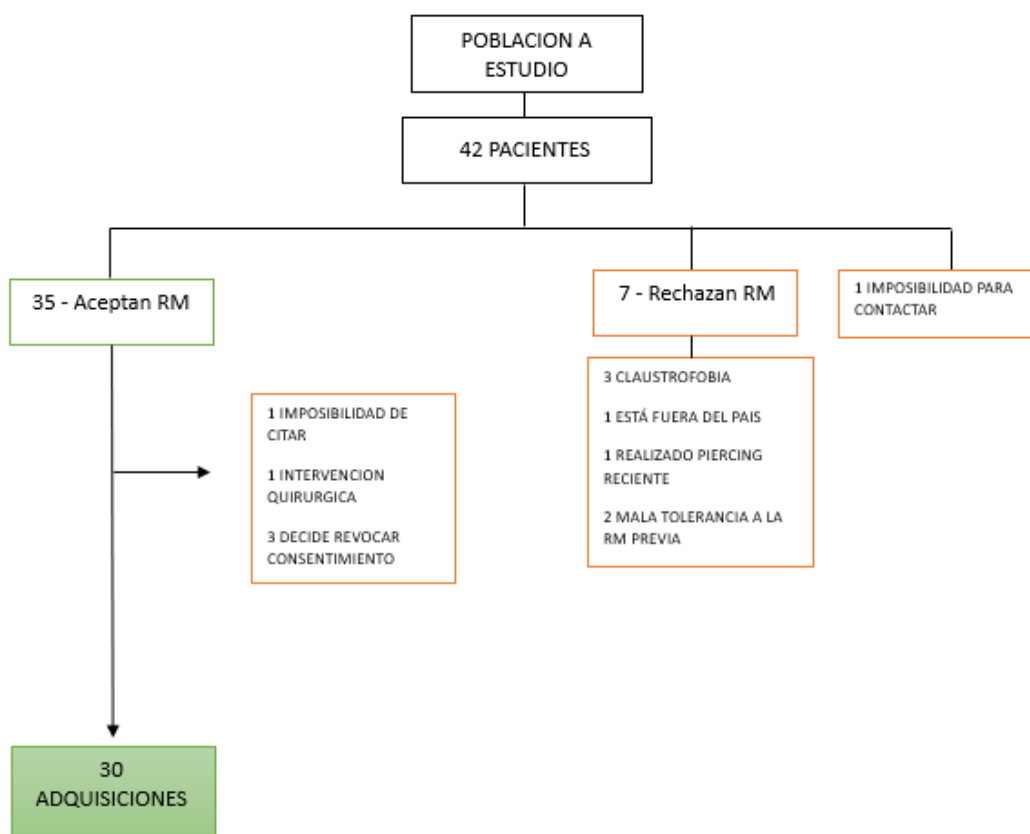 POBLACION A
ESTUDIO
42 PACIENTES
35 - Aceptan RM
7 - Rechazan RM
1 IMPOSIBILIDAD PARA
CONTACTAR
1 IMPOSIBILIDAD DE
CITAR
1 INTERVENCION
QUIRURGICA
3 DECIDE REVOCAR
CONSENTIMIENTO
3 CLAUSTROFOBIA
1 ESTÁ FUERA DEL PAIS
1 REALIZADO PIERCING
RECIENTE
2 MALA TOLERANCIA A LA
RM PREVIA
30
ADQUISICIONES